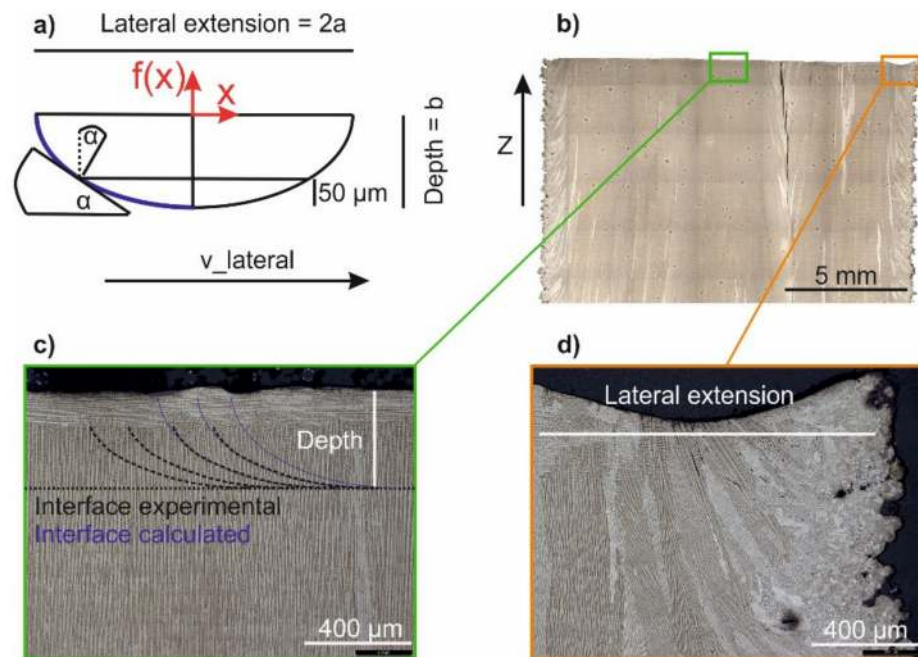 a)
Lateral extension = 2a
f(x)
x
α
α
50 µm
Depth = b
v_lateral
b)
Z
5 mm
c)
Depth
Interface experimental
Interface calculated
400 µm
d)
Lateral extension
400 µm